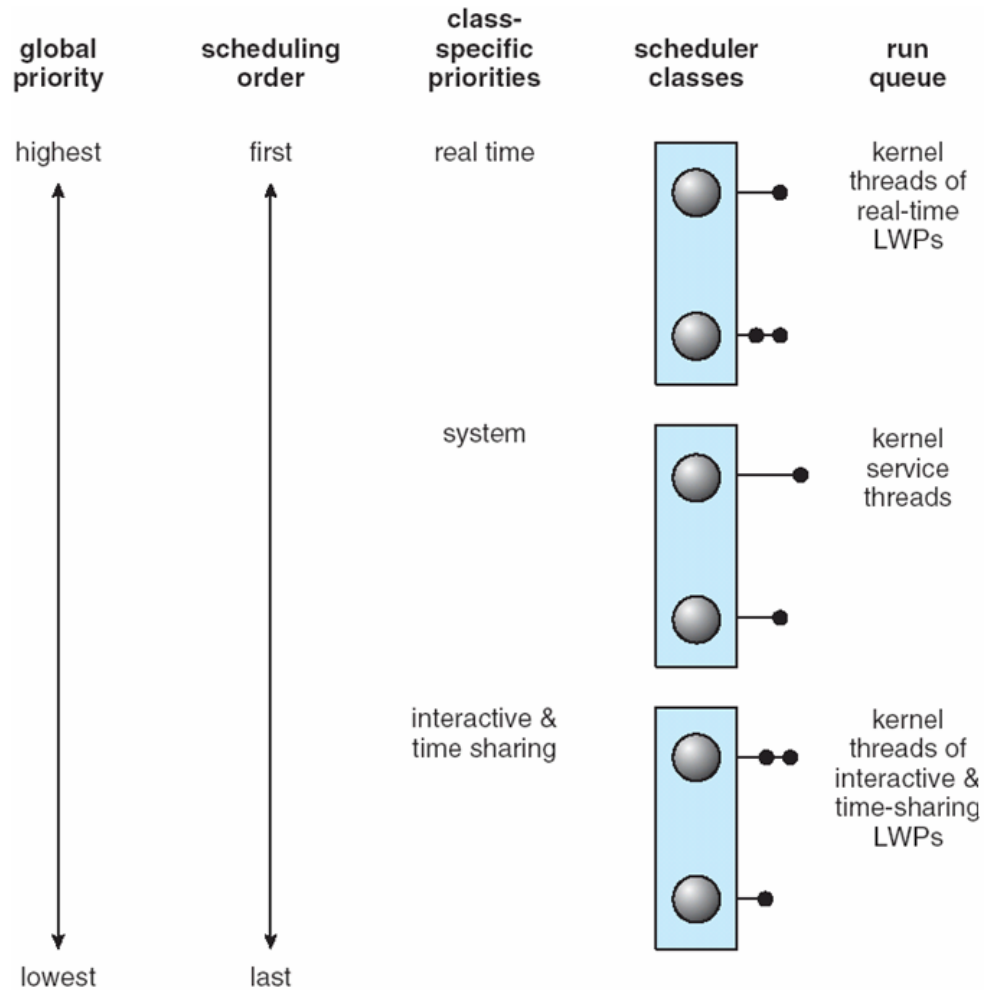 global
priority
scheduling
order
class-
specific
priorities
scheduler
classes
run
queue
highest
first
real time
kernel
threads of
real-time
LWPs
system
kernel
service
threads
interactive &
time sharing
kernel
threads of
interactive &
time-sharing
LWPs
lowest
last